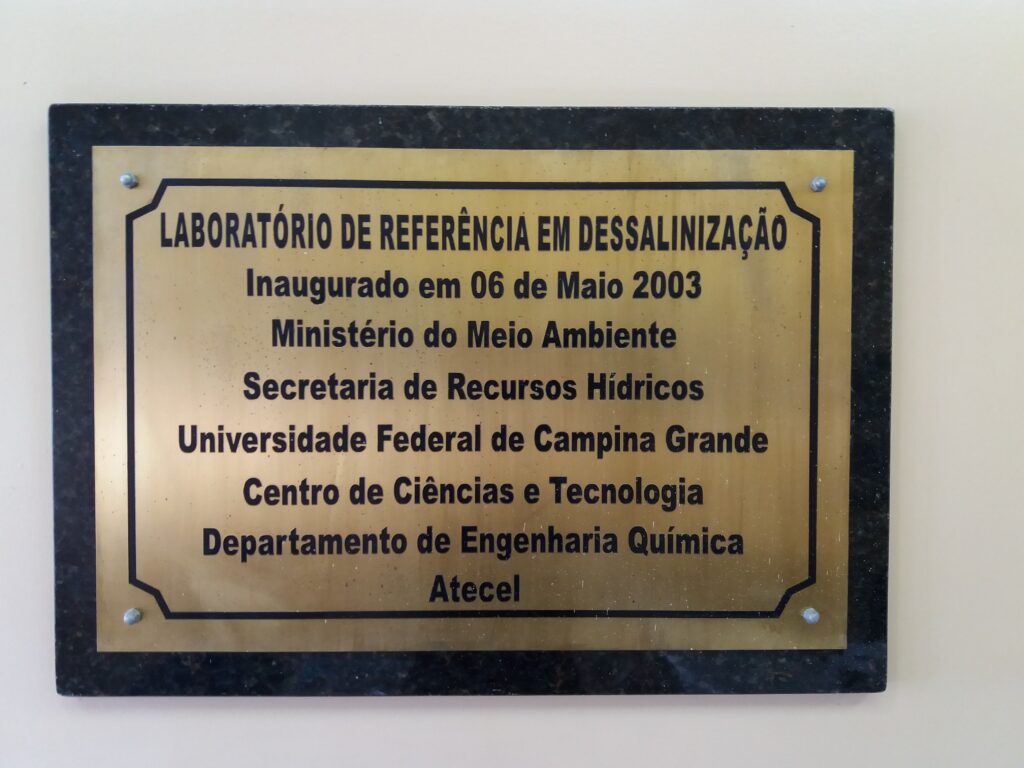 LABORATÓRIO DE REFERÊNCIA EM DESSALINIZAÇÃO
Inaugurado em 06 de Maio 2003
Ministério do Meio Ambiente
Secretaria de Recursos Hídricos
Universidade Federal de Campina Grande
Centro de Ciências e Tecnologia
Departamento de Engenharia Química
Atecel